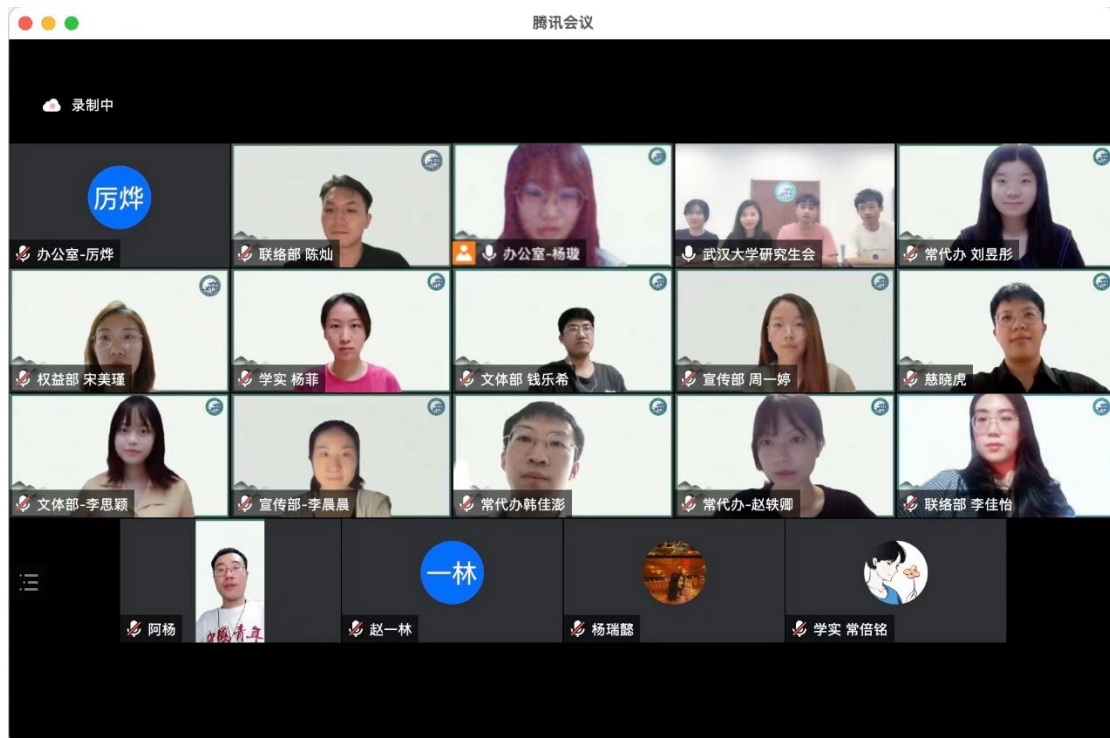 腾讯会议
录制中
厉烨
办公室-厉烨
联络部 陈灿
办公室-杨璇
武汉大学研究生会
常代办 刘昱彤
权益部 宋美瑾
学实 杨菲
文体部 钱乐希
宣传部 周一婷
慈晓虎
文体部-李思颖
宣传部-李晨晨
常代办韩佳澎
常代办-赵轶卿
联络部 李佳怡
中国青年
阿杨
一林
赵一林
杨瑞懿
学实 常倍铭